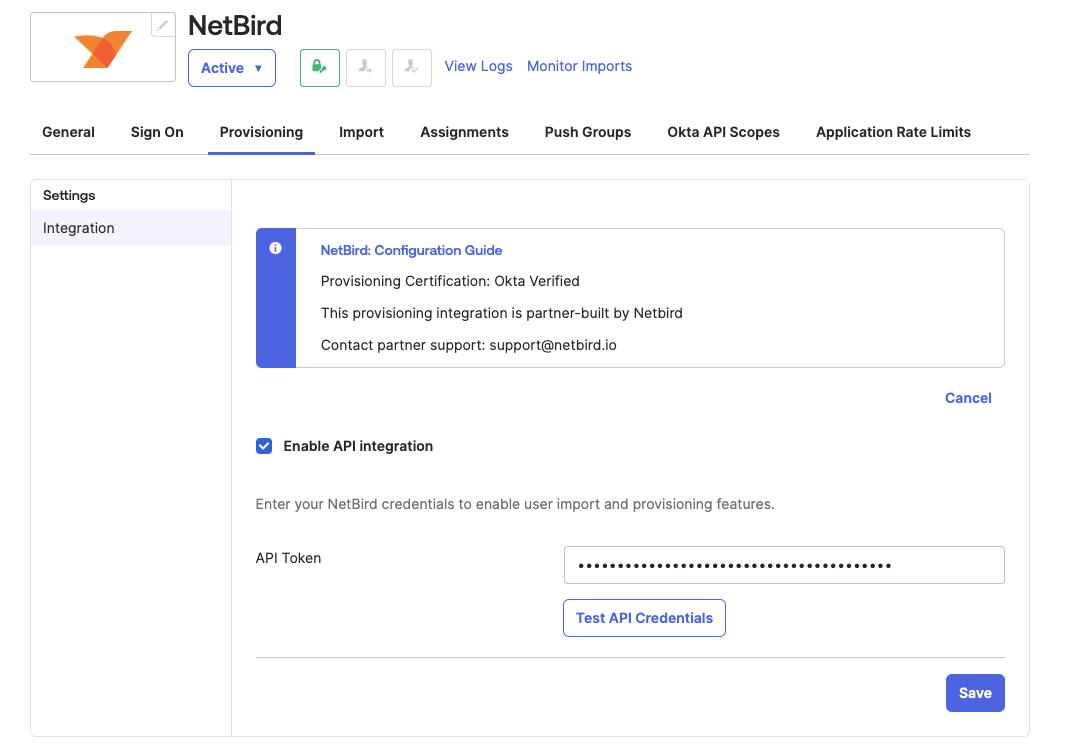 NetBird
Active ▼
View Logs
Monitor Imports
General
Sign On
Provisioning
Import
Assignments
Push Groups
Okta API Scopes
Application Rate Limits
Settings
Integration
NetBird: Configuration Guide
Provisioning Certification: Okta Verified
This provisioning integration is partner-built by Netbird
Contact partner support: support@netbird.io
Cancel
Enable API integration
Enter your NetBird credentials to enable user import and provisioning features.
API Token
••••••••••••••••••••••••••••••••••••••••
Test API Credentials
Save